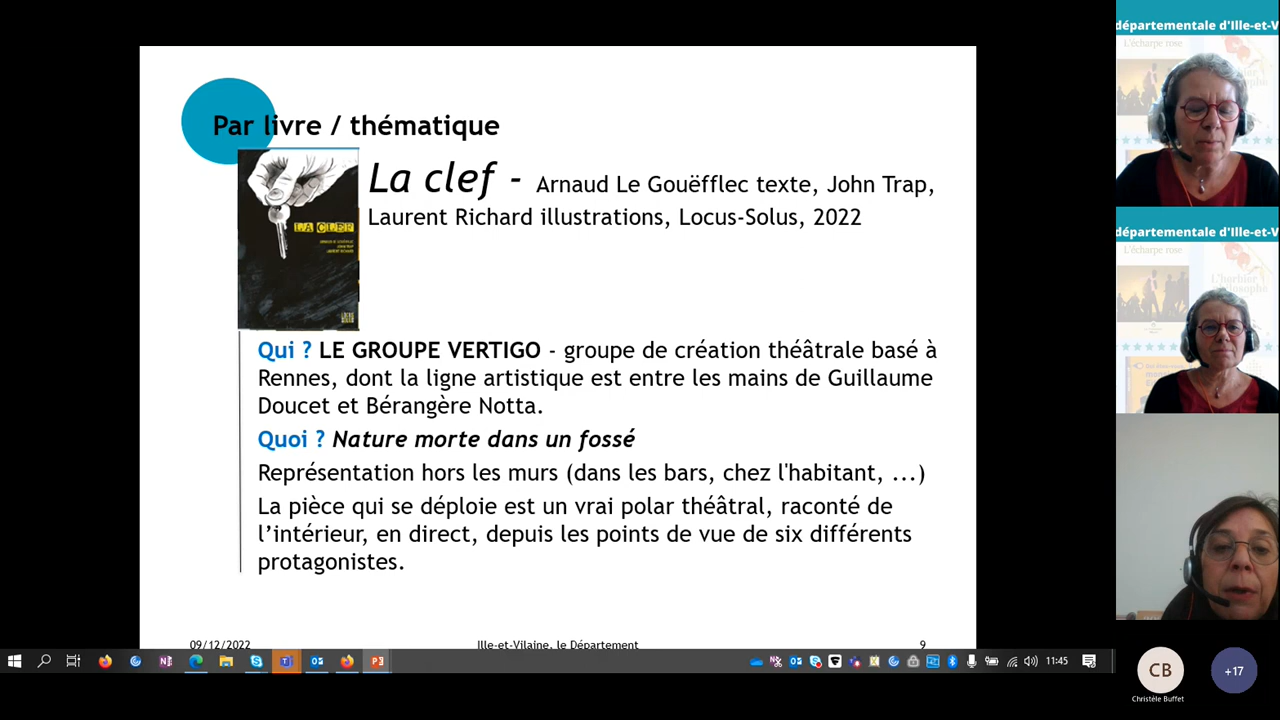 Par livre / thématique
La clef - Arnaud Le Gouëfflec texte, John Trap,
Laurent Richard illustrations, Locus-Solus, 2022
LA CLEF
Qui ? LE GROUPE VERTIGO - groupe de création théâtrale basé à
Rennes, dont la ligne artistique est entre les mains de Guillaume
Doucet et Bérangère Notta.
Quoi ? Nature morte dans un fossé
Représentation hors les murs (dans les bars, chez l'habitant, ...)
La pièce qui se déploie est un vrai polar théâtral, raconté de
l’intérieur, en direct, depuis les points de vue de six différents
protagonistes.
09/12/2022
Ille-et-Vilaine, le Département
9
11:45
départementale d'Ille-et-V
L'écharpe rose
départementale d'Ille-et-V
L'écharpe rose
L'herbier
CB
Christèle Buffet
+17